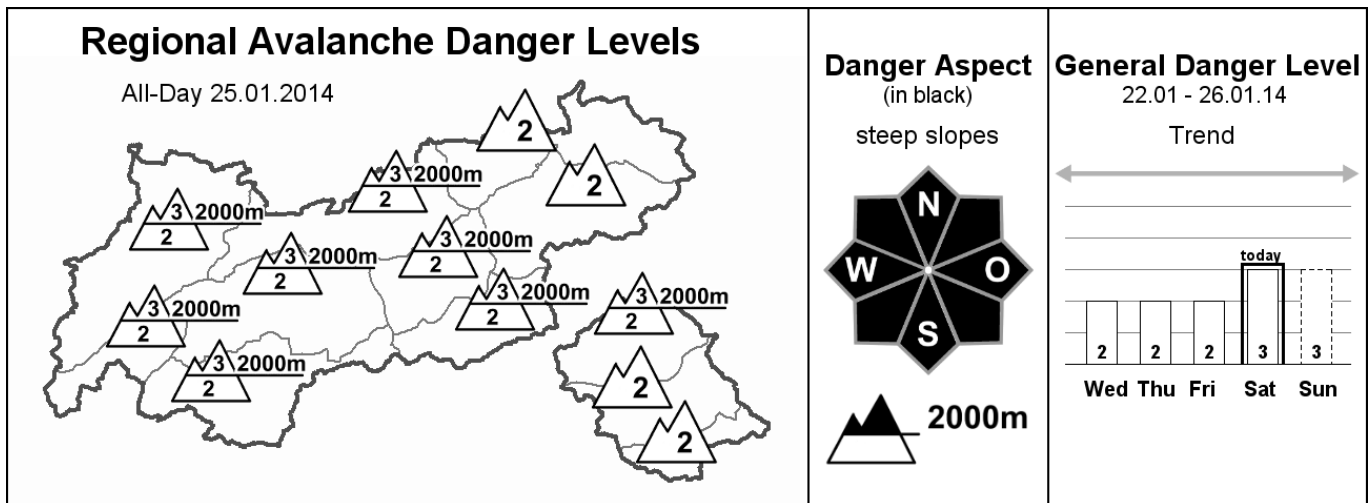 Regional Avalanche Danger Levels
All-Day 25.01.2014
2
2
3 2000m
2
3 2000m
2
3 2000m
2
3 2000m
2
3 2000m
2
3 2000m
2
3 2000m
2
3 2000m
2
2
2
Danger Aspect
(in black)
steep slopes
N
W O
S
2000m
General Danger Level
22.01 - 26.01.14
Trend
today
2 2 2 3 3
Wed Thu Fri Sat Sun